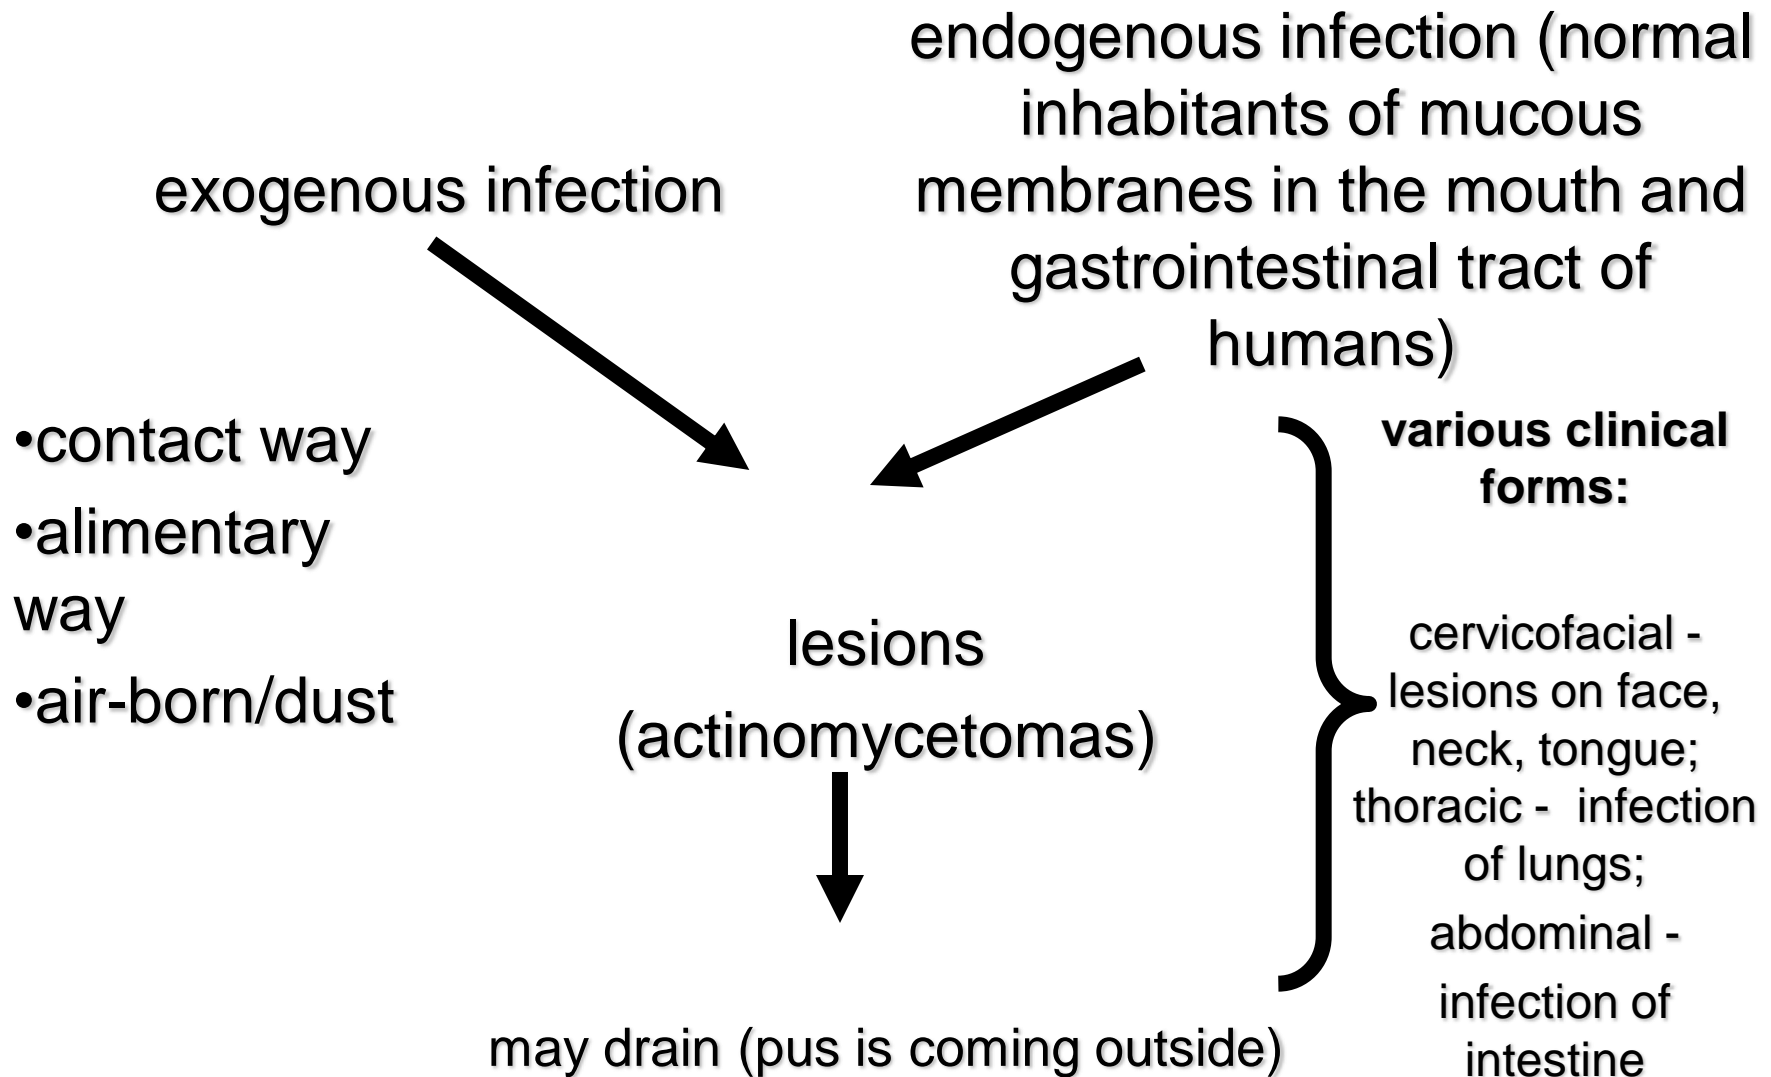 exogenous infection
endogenous infection (normal
inhabitants of mucous
membranes in the mouth and
gastrointestinal tract of
humans)
•contact way
•alimentary
way
•air-born/dust
lesions
(actinomycetomas)
may drain (pus is coming outside)
various clinical
forms:
cervicofacial -
lesions on face,
neck, tongue;
thoracic -  infection
of lungs;
abdominal -
infection of
intestine